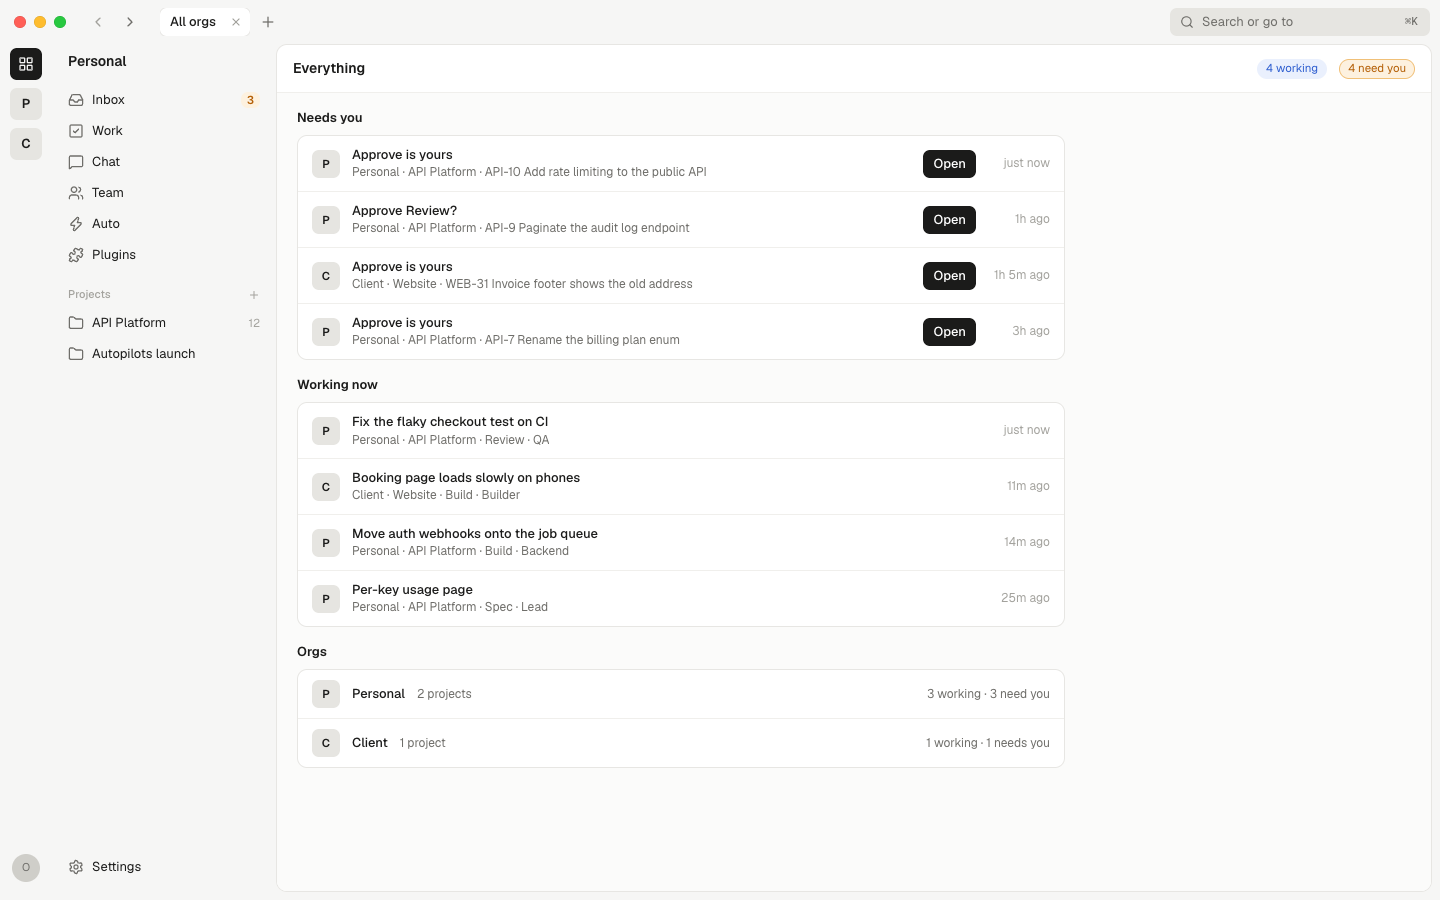 All orgs
Search or go to ⌘K
Personal
P
C
Inbox 3
Work
Chat
Team
Auto
Plugins
Projects
API Platform 12
Autopilots launch
O
Settings
Everything
4 working
4 need you
Needs you
P
Approve is yours
Personal · API Platform · API-10 Add rate limiting to the public API
Open
just now
P
Approve Review?
Personal · API Platform · API-9 Paginate the audit log endpoint
Open
1h ago
C
Approve is yours
Client · Website · WEB-31 Invoice footer shows the old address
Open
1h 5m ago
P
Approve is yours
Personal · API Platform · API-7 Rename the billing plan enum
Open
3h ago
Working now
P
Fix the flaky checkout test on CI
Personal · API Platform · Review · QA
just now
C
Booking page loads slowly on phones
Client · Website · Build · Builder
11m ago
P
Move auth webhooks onto the job queue
Personal · API Platform · Build · Backend
14m ago
P
Per-key usage page
Personal · API Platform · Spec · Lead
25m ago
Orgs
P
Personal 2 projects
3 working · 3 need you
C
Client 1 project
1 working · 1 needs you